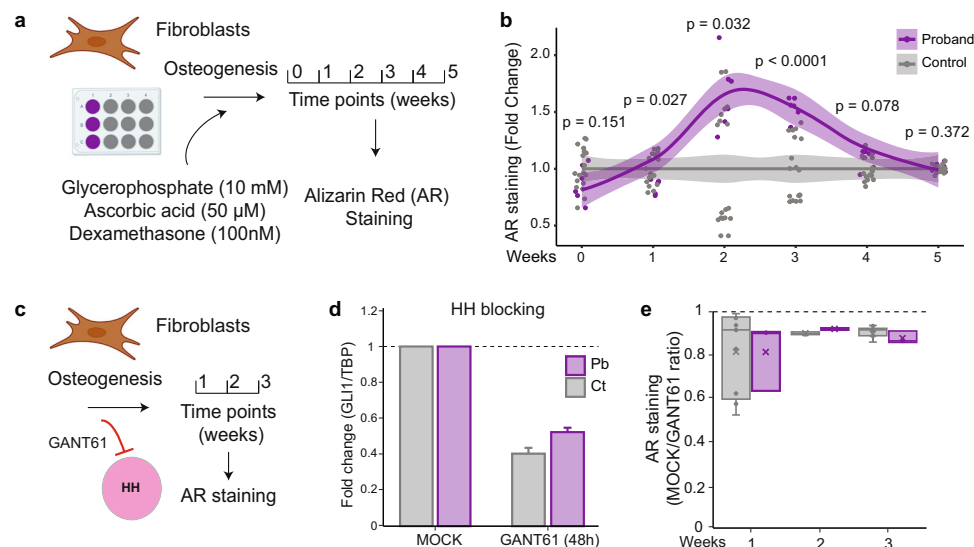 a
Fibroblasts
Osteogenesis
0 1 2 3 4 5
Time points (weeks)
Glycerophosphate (10 mM)
Ascorbic acid (50 µM)
Dexamethasone (100nM)
Alizarin Red (AR)
Staining
b
AR staining (Fold Change)
2.0
1.5
1.0
0.5
p = 0.151
p = 0.027
p = 0.032
p < 0.0001
p = 0.078
p = 0.372
Proband
Control
Weeks 0 1 2 3 4 5
c
Fibroblasts
Osteogenesis
1 2 3
Time points
(weeks)
GANT61
HH
AR staining
d
HH blocking
Fold change (GLI1/TBP)
1.2
1
0.8
0.6
0.4
0.2
0
Pb
Ct
MOCK GANT61 (48h)
e
AR staining
(MOCK/GANT61 ratio)
1
0.8
0.6
0.4
0.2
0
Weeks 1 2 3